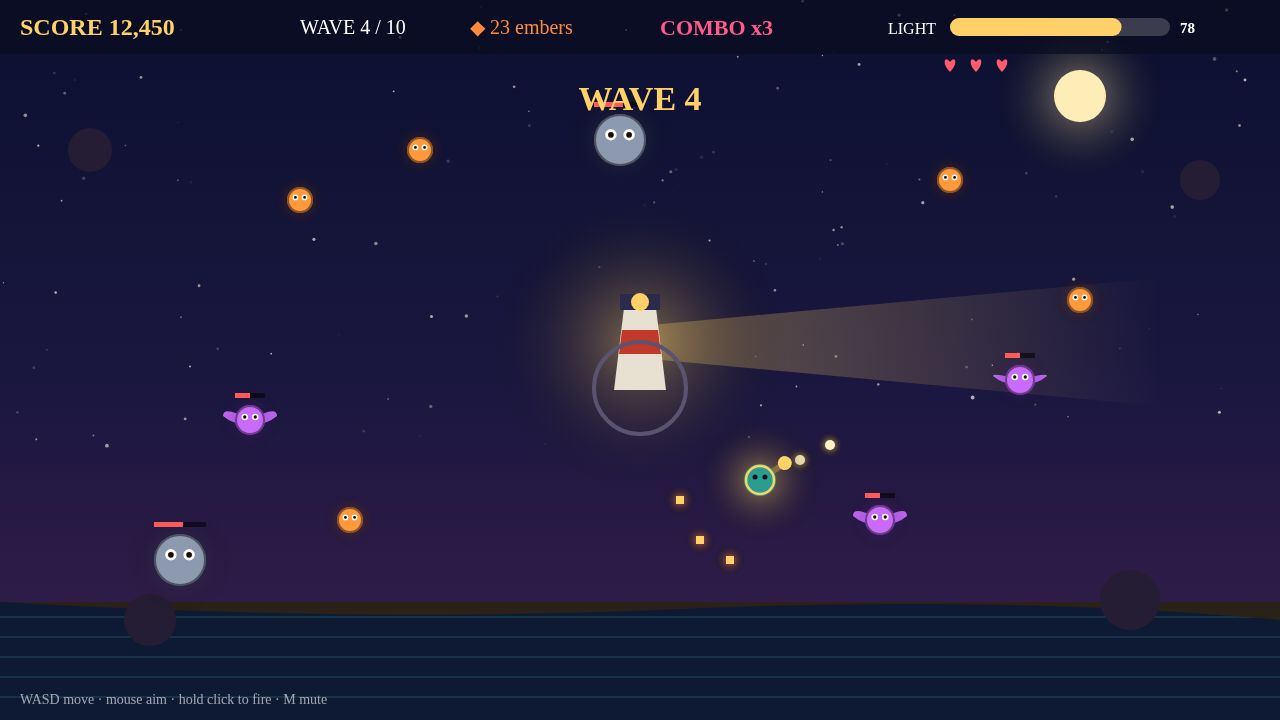 SCORE 12,450
WAVE 4 / 10
◆ 23 embers
COMBO x3
LIGHT
78
WAVE 4
WASD move · mouse aim · hold click to fire · M mute